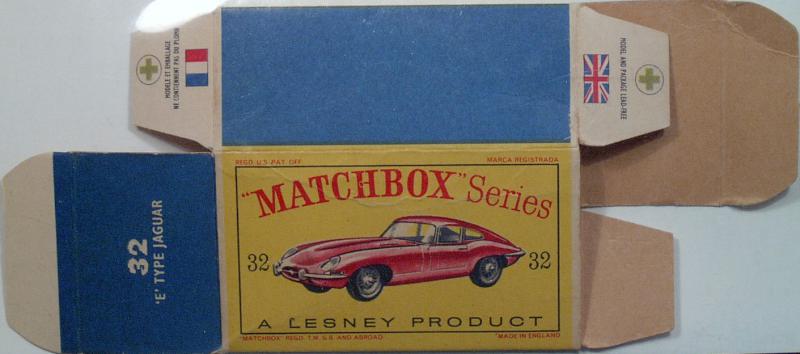 MODELE ET EMBALLAGE
NE CONTIENNENT PAS DU PLOMB
MODEL AND PACKAGE LEAD-FREE
32
'E' TYPE JAGUAR
REGD. U.S. PAT. OFF.
MARCA REGISTRADA
"MATCHBOX" Series
32
32
A LESNEY PRODUCT
"MATCHBOX" REGD. T.M. U.S. AND ABROAD
"MADE IN ENGLAND